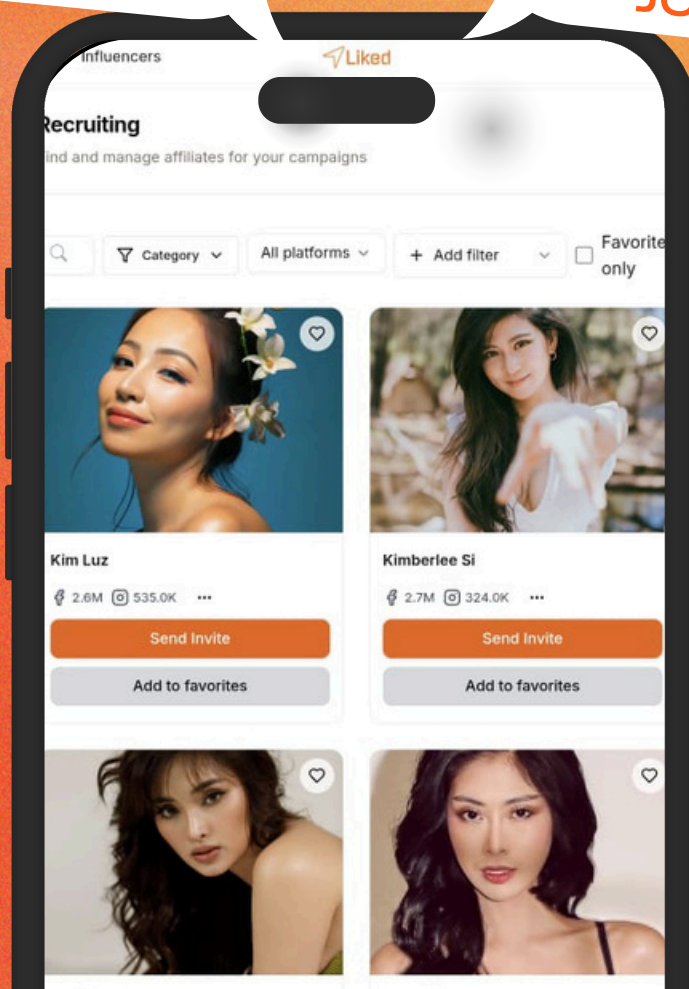 Influencers
Liked
Recruiting
find and manage affiliates for your campaigns
Category
All platforms
+ Add filter
Favorite
only
Kim Luz
2.6M 535.0K ...
Send Invite
Add to favorites
Kimberlee Si
2.7M 324.0K ...
Send Invite
Add to favorites